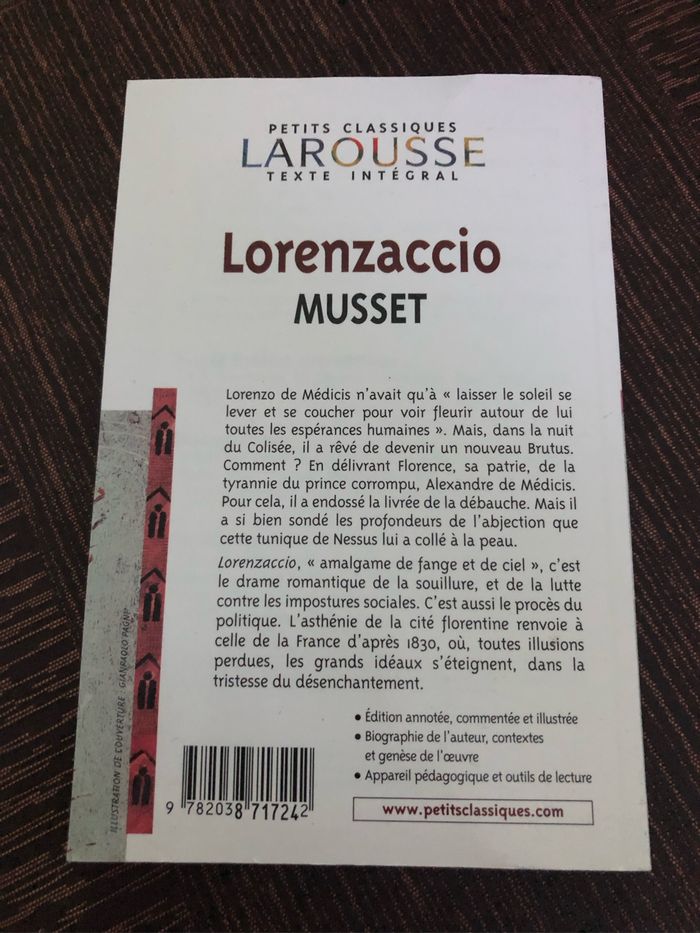 PETITS CLASSIQUES
LAROUSSE
TEXTE INTÉGRAL
Lorenzaccio
MUSSET
Lorenzo de Médicis n'avait qu'à « laisser le soleil se
lever et se coucher pour voir fleurir autour de lui
toutes les espérances humaines ». Mais, dans la nuit
du Colisée, il a rêvé de devenir un nouveau Brutus.
Comment ? En délivrant Florence, sa patrie, de la
tyrannie du prince corrompu, Alexandre de Médicis.
Pour cela, il a endossé la livrée de la débauche. Mais il
a si bien sondé les profondeurs de l'abjection que
cette tunique de Nessus lui a collé à la peau.
Lorenzaccio, « amalgame de fange et de ciel », c'est
le drame romantique de la souillure, et de la lutte
contre les impostures sociales. C'est aussi le procès du
politique. L'asthénie de la cité florentine renvoie à
celle de la France d'après 1830, où, toutes illusions
perdues, les grands idéaux s'éteignent, dans la
tristesse du désenchantement.
• Édition annotée, commentée et illustrée
• Biographie de l'auteur, contextes
et genèse de l'œuvre
• Appareil pédagogique et outils de lecture
www.petitsclassiques.com
9 782038 717242
ILLUSTRATION DE COUVERTURE : GIANPAOLO PAGNI